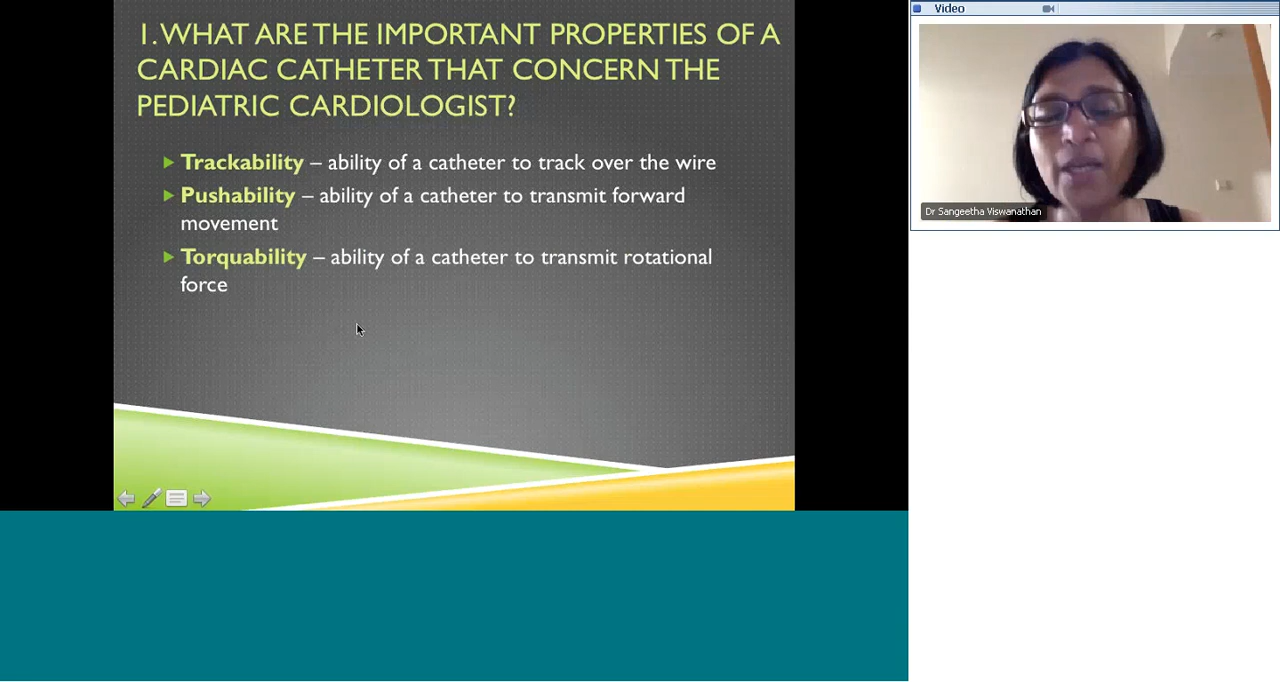 1. WHAT ARE THE IMPORTANT PROPERTIES OF A
CARDIAC CATHETER THAT CONCERN THE
PEDIATRIC CARDIOLOGIST?
Trackability – ability of a catheter to track over the wire
Pushability – ability of a catheter to transmit forward
movement
Torquability – ability of a catheter to transmit rotational
force
Video
Dr Sangeetha Viswanathan